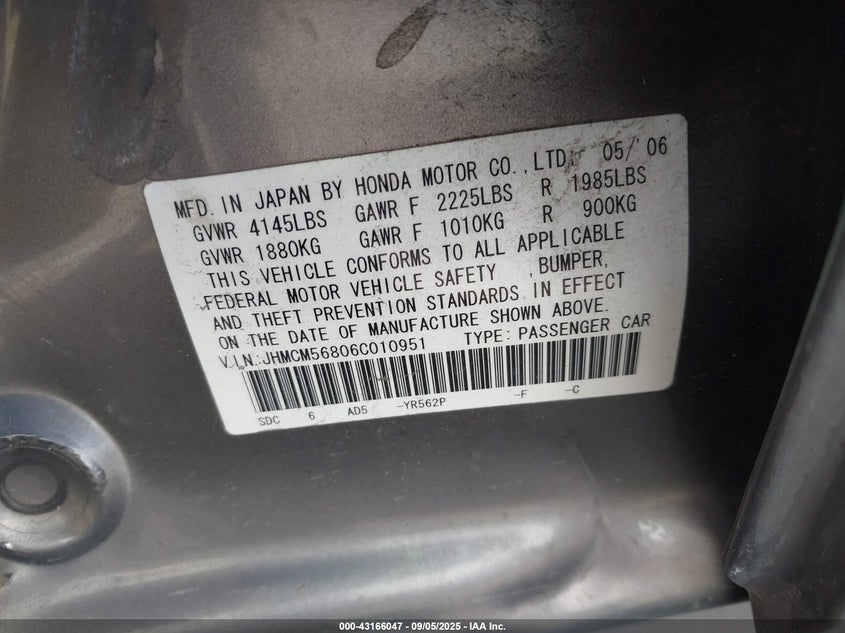 MFD. IN JAPAN BY HONDA MOTOR CO.,LTD. 05/ 06
GVWR 4145LBS GAWR F 2225LBS R 1985LBS
GVWR 1880KG GAWR F 1010KG R 900KG
THIS VEHICLE CONFORMS TO ALL APPLICABLE
FEDERAL MOTOR VEHICLE SAFETY ,BUMPER,
AND THEFT PREVENTION STANDARDS IN EFFECT
ON THE DATE OF MANUFACTURE SHOWN ABOVE.
V.I.N:JHMCM56806C010951 TYPE: PASSENGER CAR
SDC 6 AD5 -YR562P -F -C
000-43166047 - 09/05/2025 - IAA Inc.